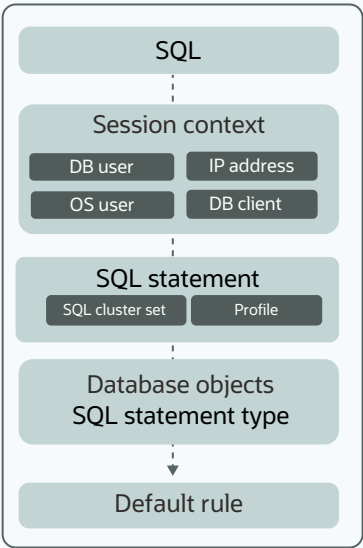 SQL
Session context
DB user IP address
OS user DB client
SQL statement
SQL cluster set Profile
Database objects
SQL statement type
Default rule